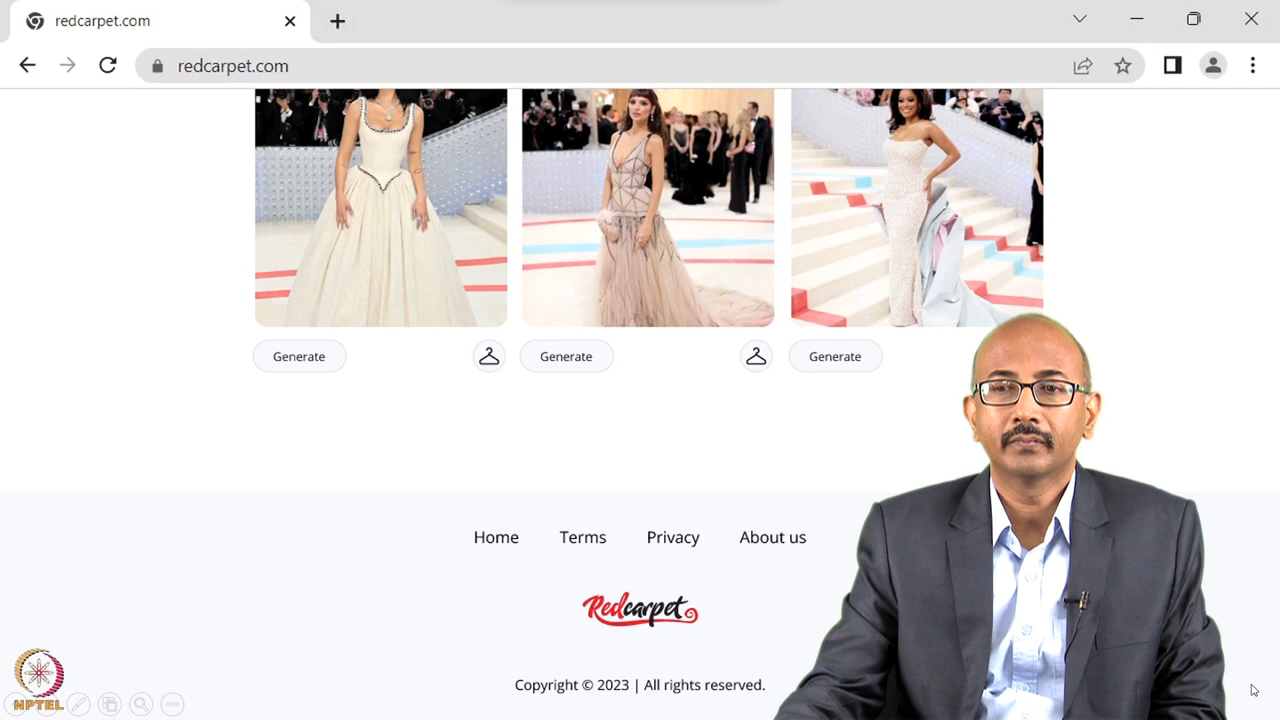 redcarpet.com
redcarpet.com
Generate
Generate
Generate
Home Terms Privacy About us
Redcarpet
Copyright © 2023 | All rights reserved.
NPTEL